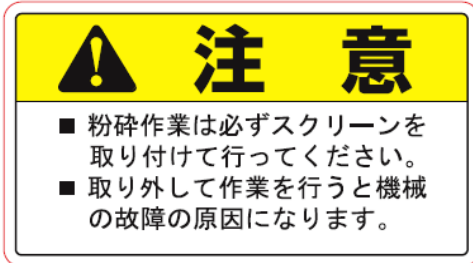 注意
■ 粉砕作業は必ずスクリーンを
取り付けて行ってください。
■ 取り外して作業を行うと機械
の故障の原因になります。